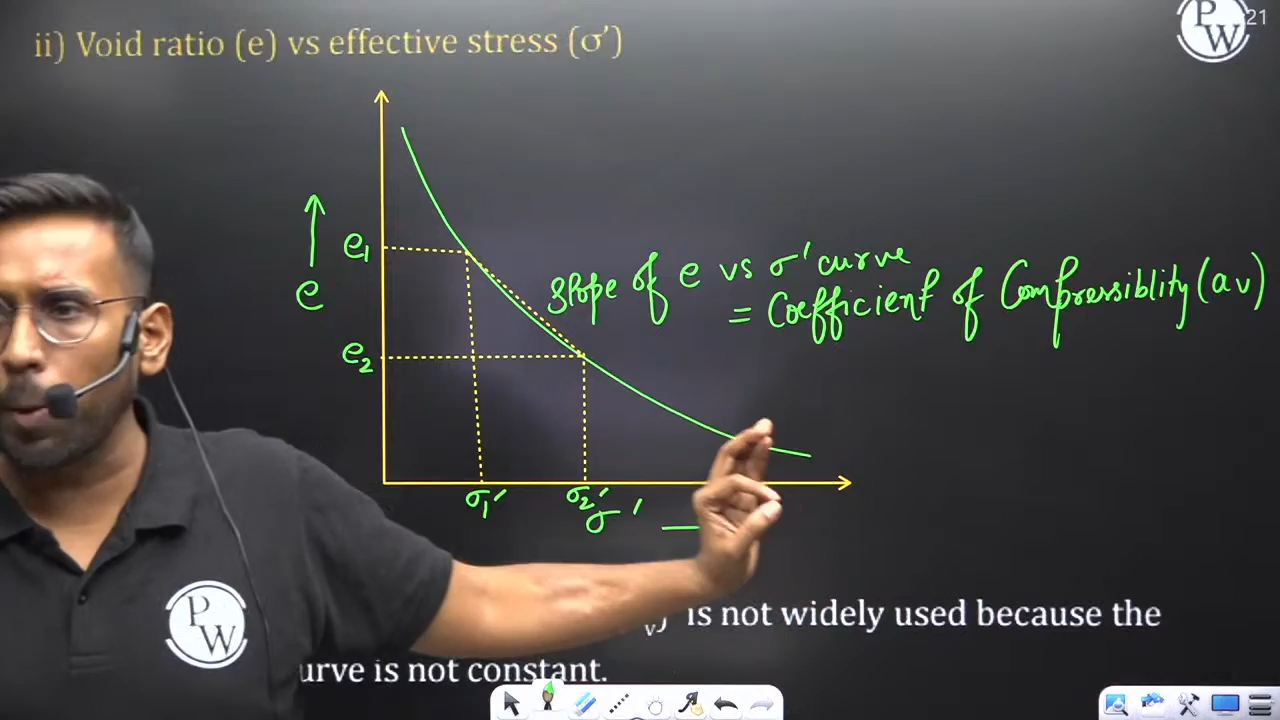 ii) Void ratio (e) vs effective stress (σ')
P
W
21
e1
e
e2
slope of e vs σ' curve
= Coefficient of Compressiblity (av)
σ1'
σ2'
σ'
P
W
v) is not widely used because the
urve is not constant.